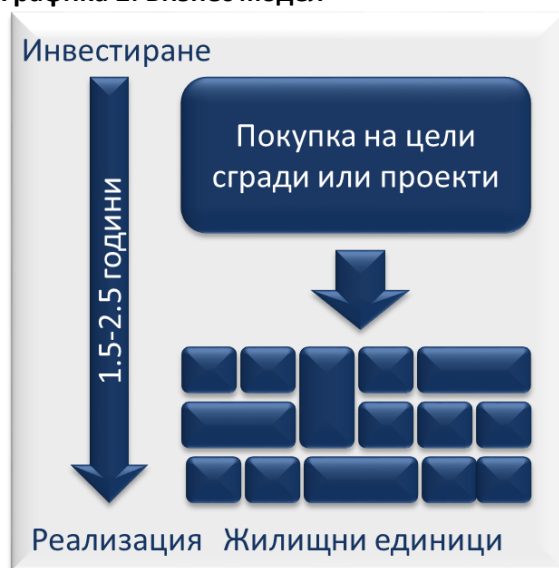 Инвестиране
Покупка на цели
сгради или проекти
1.5-2.5 години
Реализация
Жилищни единици